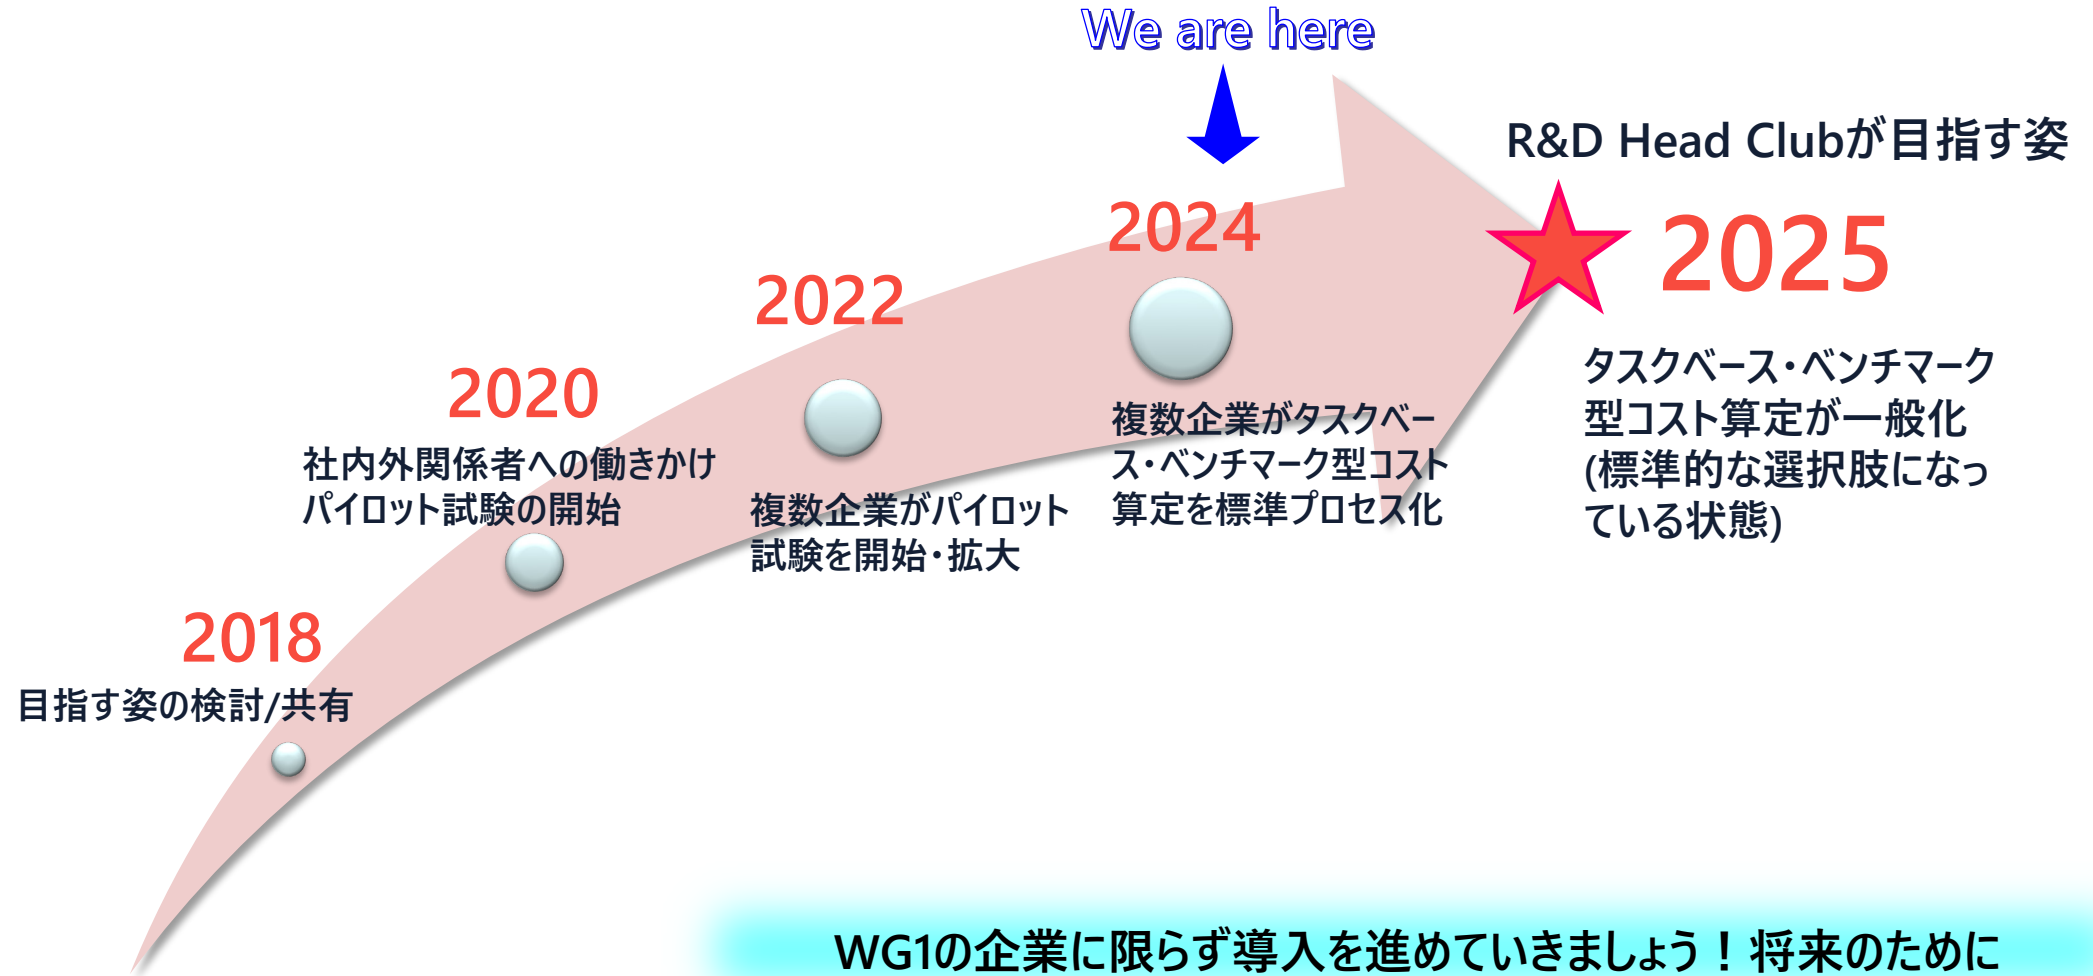 We are here
R&D Head Clubが目指す姿
2025
タスクベース・ベンチマーク
型コスト算定が一般化
(標準的な選択肢になっ
ている状態)
2024
複数企業がタスクベー
ス・ベンチマーク型コスト
算定を標準プロセス化
2022
複数企業がパイロット
試験を開始・拡大
2020
社内外関係者への働きかけ
パイロット試験の開始
2018
目指す姿の検討/共有
WG1の企業に限らず導入を進めていきましょう！将来のために